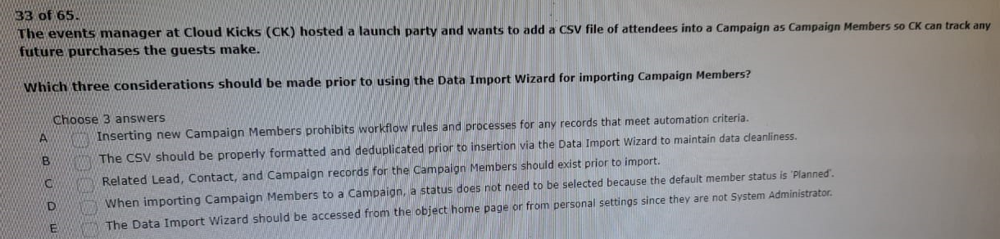 33 of 65.
The events manager at Cloud Kicks (CK) hosted a launch party and wants to add a CSV file of attendees into a Campaign as Campaign Members so CK can track any
future purchases the guests make.
Which three considerations should be made prior to using the Data Import Wizard for importing Campaign Members?
Choose 3 answers
A Inserting new Campaign Members prohibits workflow rules and processes for any records that meet automation criteria.
B The CSV should be properly formatted and deduplicated prior to insertion via the Data Import Wizard to maintain data cleanliness.
C Related Lead, Contact, and Campaign records for the Campaign Members should exist prior to import.
D When importing Campaign Members to a Campaign, a status does not need to be selected because the default member status is 'Planned'.
E The Data Import Wizard should be accessed from the object home page or from personal settings since they are not System Administrator.